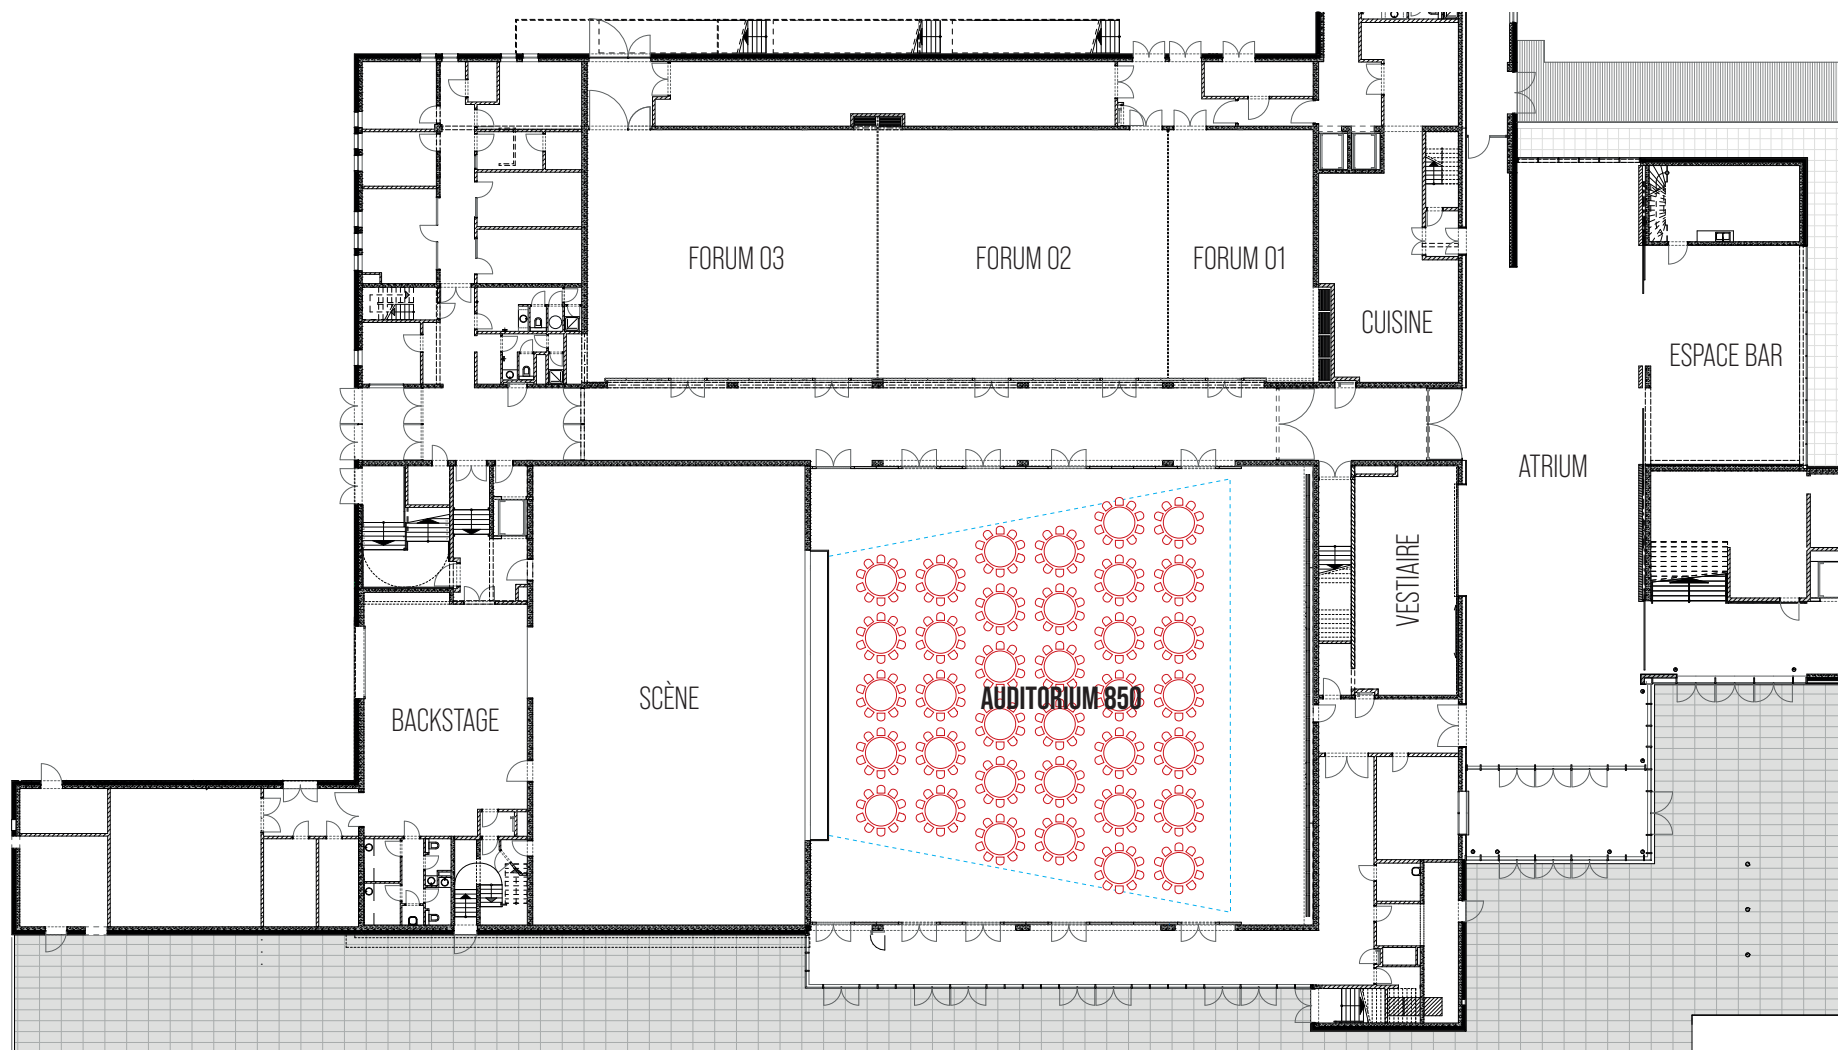 FORUM 03
FORUM 02
FORUM 01
CUISINE
ESPACE BAR
ATRIUM
VESTIAIRE
SCÈNE
AUDITORIUM 850
BACKSTAGE